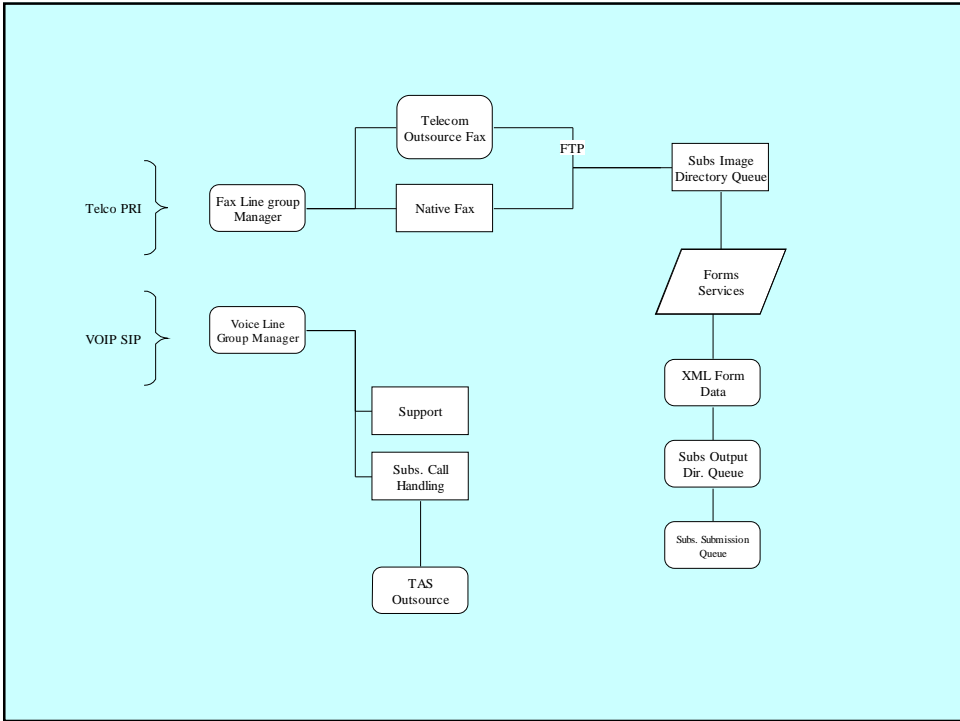 Telecom
Outsource Fax
FTP
Subs Image
Directory Queue
Telco PRI
Fax Line group
Manager
Native Fax
Forms
Services
VOIP SIP
Voice Line
Group Manager
XML Form
Data
Support
Subs. Call
Handling
Subs Output
Dir. Queue
Subs. Submission
Queue
TAS
Outsource